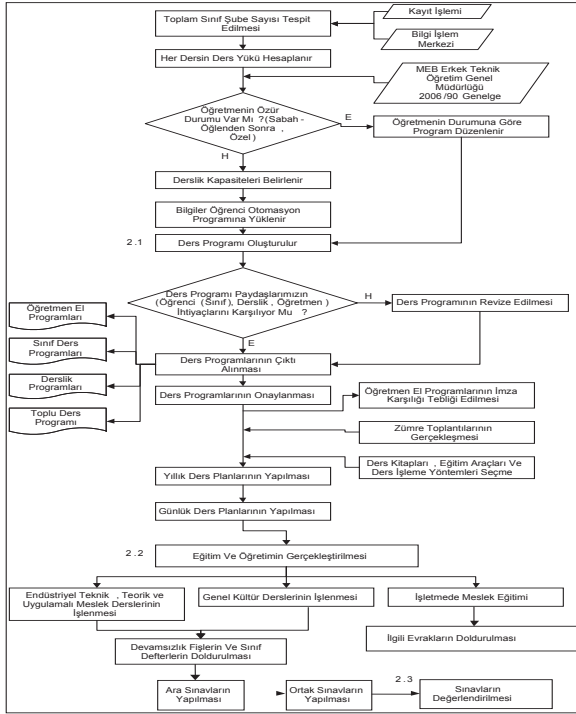 Toplam Sınıf Şube Sayısı Tespit
Edilmesi
Kayıt İşlemi
Bilgi İşlem
Merkezi
Her Dersin Ders Yükü Hesaplanır
MEB Erkek Teknik
Öğretim Genel
Müdürlüğü
2006 /90 Genelge
Öğretmenin Özür
Durumu Var Mı ?(Sabah -
Öğlenden Sonra ,
Özel )
E
Öğretmenin Durumuna Göre
Program Düzenlenir
H
Derslik Kapasiteleri Belirlenir
Bilgiler Öğrenci Otomasyon
Programına Yüklenir
2.1
Ders Programı Oluşturulur
Ders Programı Paydaşlarımızın
(Öğrenci (Sınıf), Derslik , Öğretmen )
İhtiyaçlarını Karşılıyor Mu ?
H
Ders Programının Revize Edilmesi
E
Öğretmen El
Programları
Sınıf Ders
Programları
Derslik
Programları
Toplu Ders
Programı
Ders Programlarının Çıktı
Alınması
Ders Programlarının Onaylanması
Öğretmen El Programlarının İmza
Karşılığı Tebliği Edilmesi
Zümre Toplantılarının
Gerçekleşmesi
Ders Kitapları , Eğitim Araçları Ve
Ders İşleme Yöntemleri Seçme
Yıllık Ders Planlarının Yapılması
Günlük Ders Planlarının Yapılması
2.2
Eğitim Ve Öğretimin Gerçekleştirilmesi
Endüstriyel Teknik , Teorik ve
Uygulamalı Meslek Derslerinin
İşlenmesi
Genel Kültür Derslerinin İşlenmesi
İşletmede Meslek Eğitimi
Devamsızlık Fişlerin Ve Sınıf
Defterlerin Doldurulması
İlgili Evrakların Doldurulması
Ara Sınavların
Yapılması
Ortak Sınavların
Yapılması
2.3
Sınavların
Değerlendirilmesi